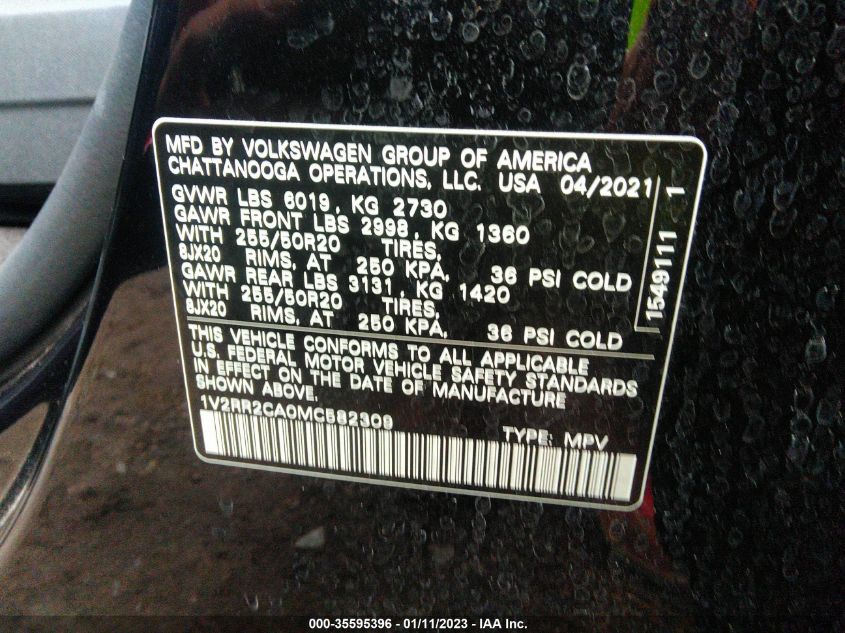 MFD BY VOLKSWAGEN GROUP OF AMERICA
CHATTANOOGA OPERATIONS, LLC. USA 04/2021
GVWR LBS 6019, KG 2730
GAWR FRONT LBS 2998, KG 1360
WITH 255/50R20 TIRES,
8JX20 RIMS, AT 250 KPA, 36 PSI COLD
GAWR REAR LBS 3131, KG 1420
WITH 255/50R20 TIRES,
8JX20 RIMS, AT 250 KPA, 36 PSI COLD
1549111 1
THIS VEHICLE CONFORMS TO ALL APPLICABLE
U.S. FEDERAL MOTOR VEHICLE SAFETY STANDARDS
IN EFFECT ON THE DATE OF MANUFACTURE
SHOWN ABOVE.
1V2RR2CA0MC582309 TYPE: MPV
000-35595396 - 01/11/2023 - IAA Inc.